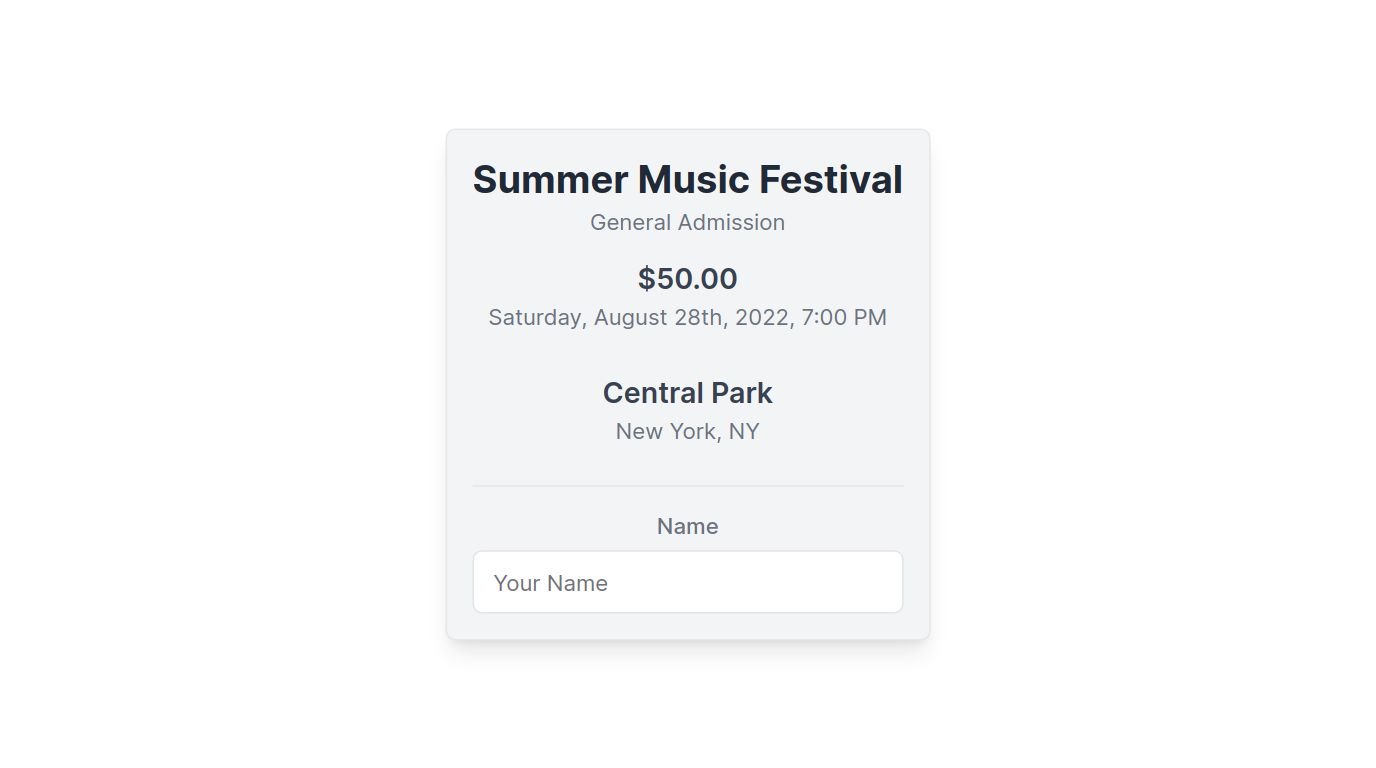 Summer Music Festival
General Admission
$50.00
Saturday, August 28th, 2022, 7:00 PM
Central Park
New York, NY
Name
Your Name